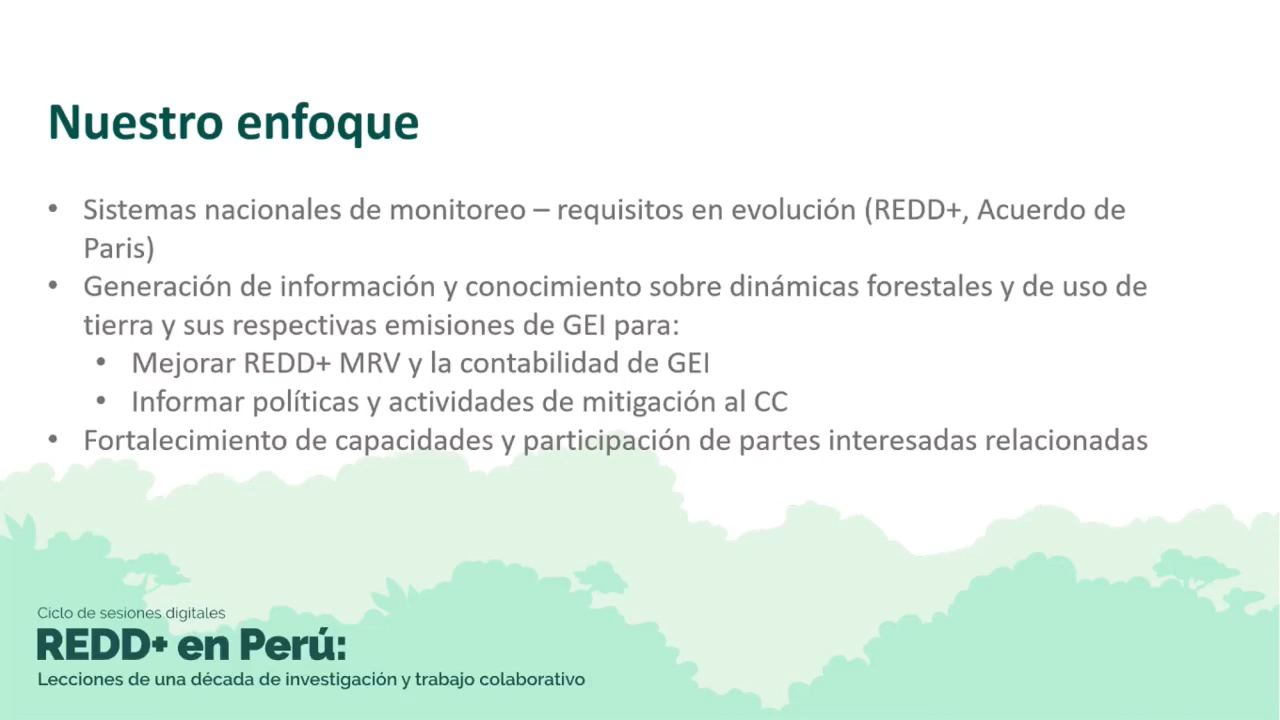 Nuestro enfoque
• Sistemas nacionales de monitoreo – requisitos en evolución (REDD+, Acuerdo de
Paris)
• Generación de información y conocimiento sobre dinámicas forestales y de uso de
tierra y sus respectivas emisiones de GEI para:
• Mejorar REDD+ MRV y la contabilidad de GEI
• Informar políticas y actividades de mitigación al CC
• Fortalecimiento de capacidades y participación de partes interesadas relacionadas
Ciclo de sesiones digitales
REDD+ en Perú:
Lecciones de una década de investigación y trabajo colaborativo